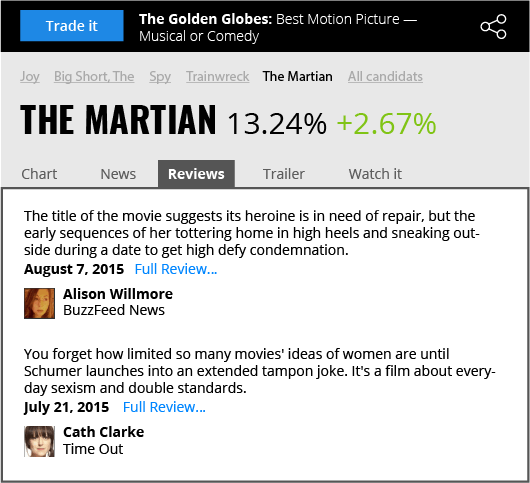 Trade it
The Golden Globes: Best Motion Picture —
Musical or Comedy
Joy Big Short, The Spy Trainwreck The Martian All candidats
THE MARTIAN 13.24% +2.67%
Chart News Reviews Trailer Watch it
The title of the movie suggests its heroine is in need of repair, but the
early sequences of her tottering home in high heels and sneaking out-
side during a date to get high defy condemnation.
August 7, 2015 Full Review...
Alison Willmore
BuzzFeed News
You forget how limited so many movies' ideas of women are until
Schumer launches into an extended tampon joke. It's a film about every-
day sexism and double standards.
July 21, 2015 Full Review...
Cath Clarke
Time Out